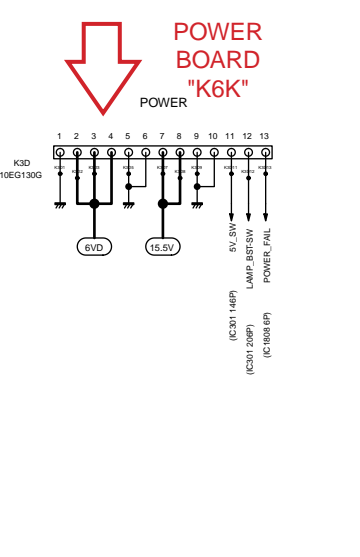 POWER
BOARD
"K6K"
POWER
1 2 3 4 5 6 7 8 9 10 11 12 13
K3D
10EG130G
6VD
15.5V
5V_SW
LAMP_BST-SW
POWER_FAIL
(IC301 146P)
(IC301 206P)
(IC1808 6P)